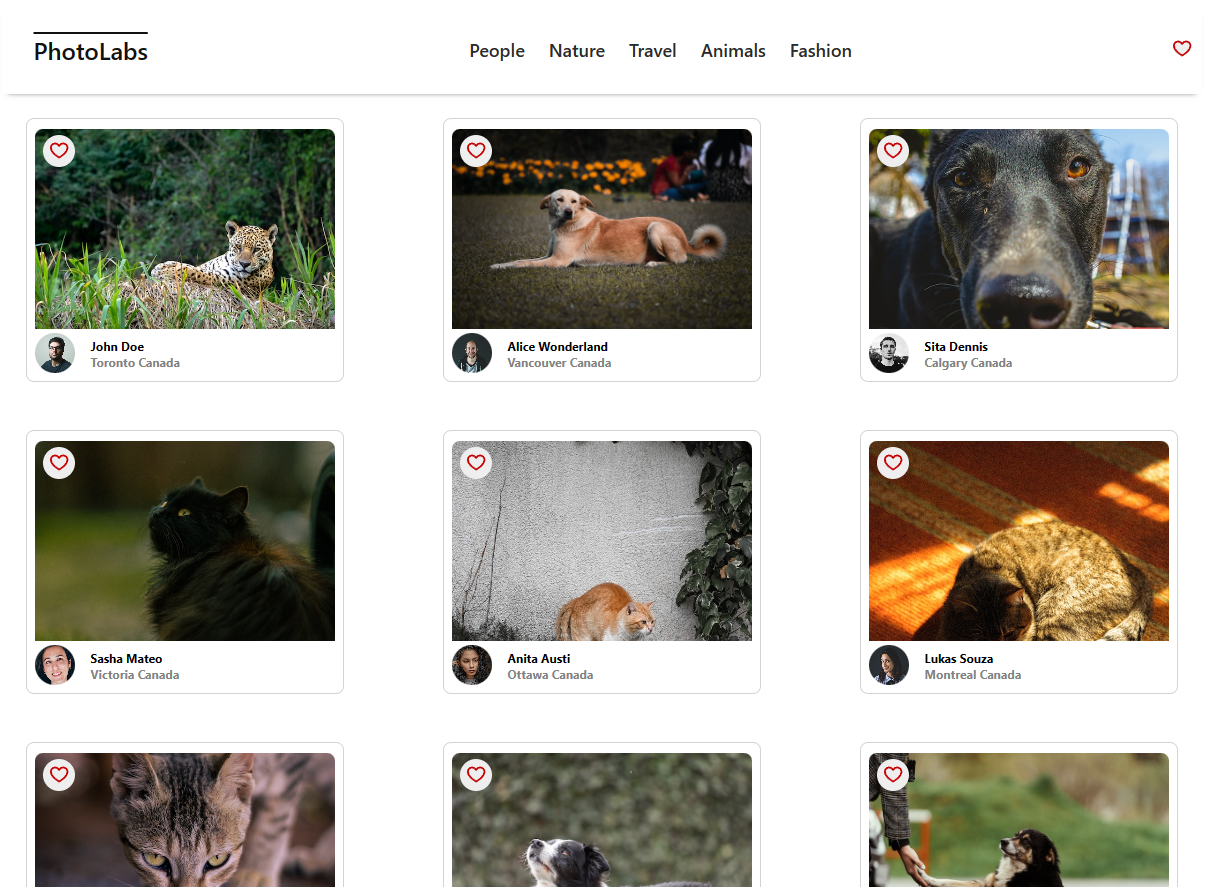 PhotoLabs
People Nature Travel Animals Fashion
John Doe
Toronto Canada
Alice Wonderland
Vancouver Canada
Sita Dennis
Calgary Canada
Sasha Mateo
Victoria Canada
Anita Austi
Ottawa Canada
Lukas Souza
Montreal Canada